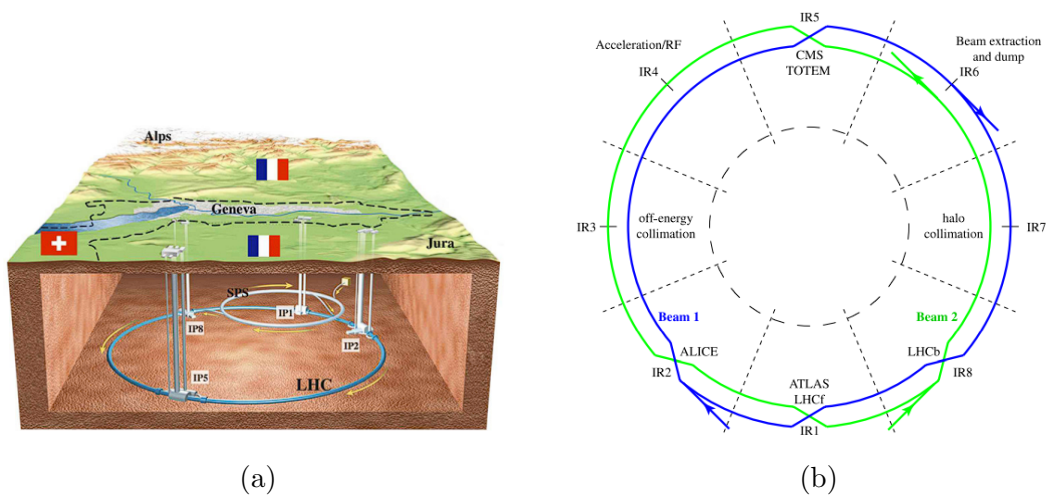 Alps
Geneva
Jura
SPS
IP1
IP8
IP2
IP5
LHC
(a)
IR5
Acceleration/RF
CMS
TOTEM
Beam extraction
and dump
IR4
IR6
IR3
off-energy
collimation
halo
collimation
IR7
Beam 1
Beam 2
ALICE
LHCb
IR2
IR8
ATLAS
LHCf
IR1
(b)